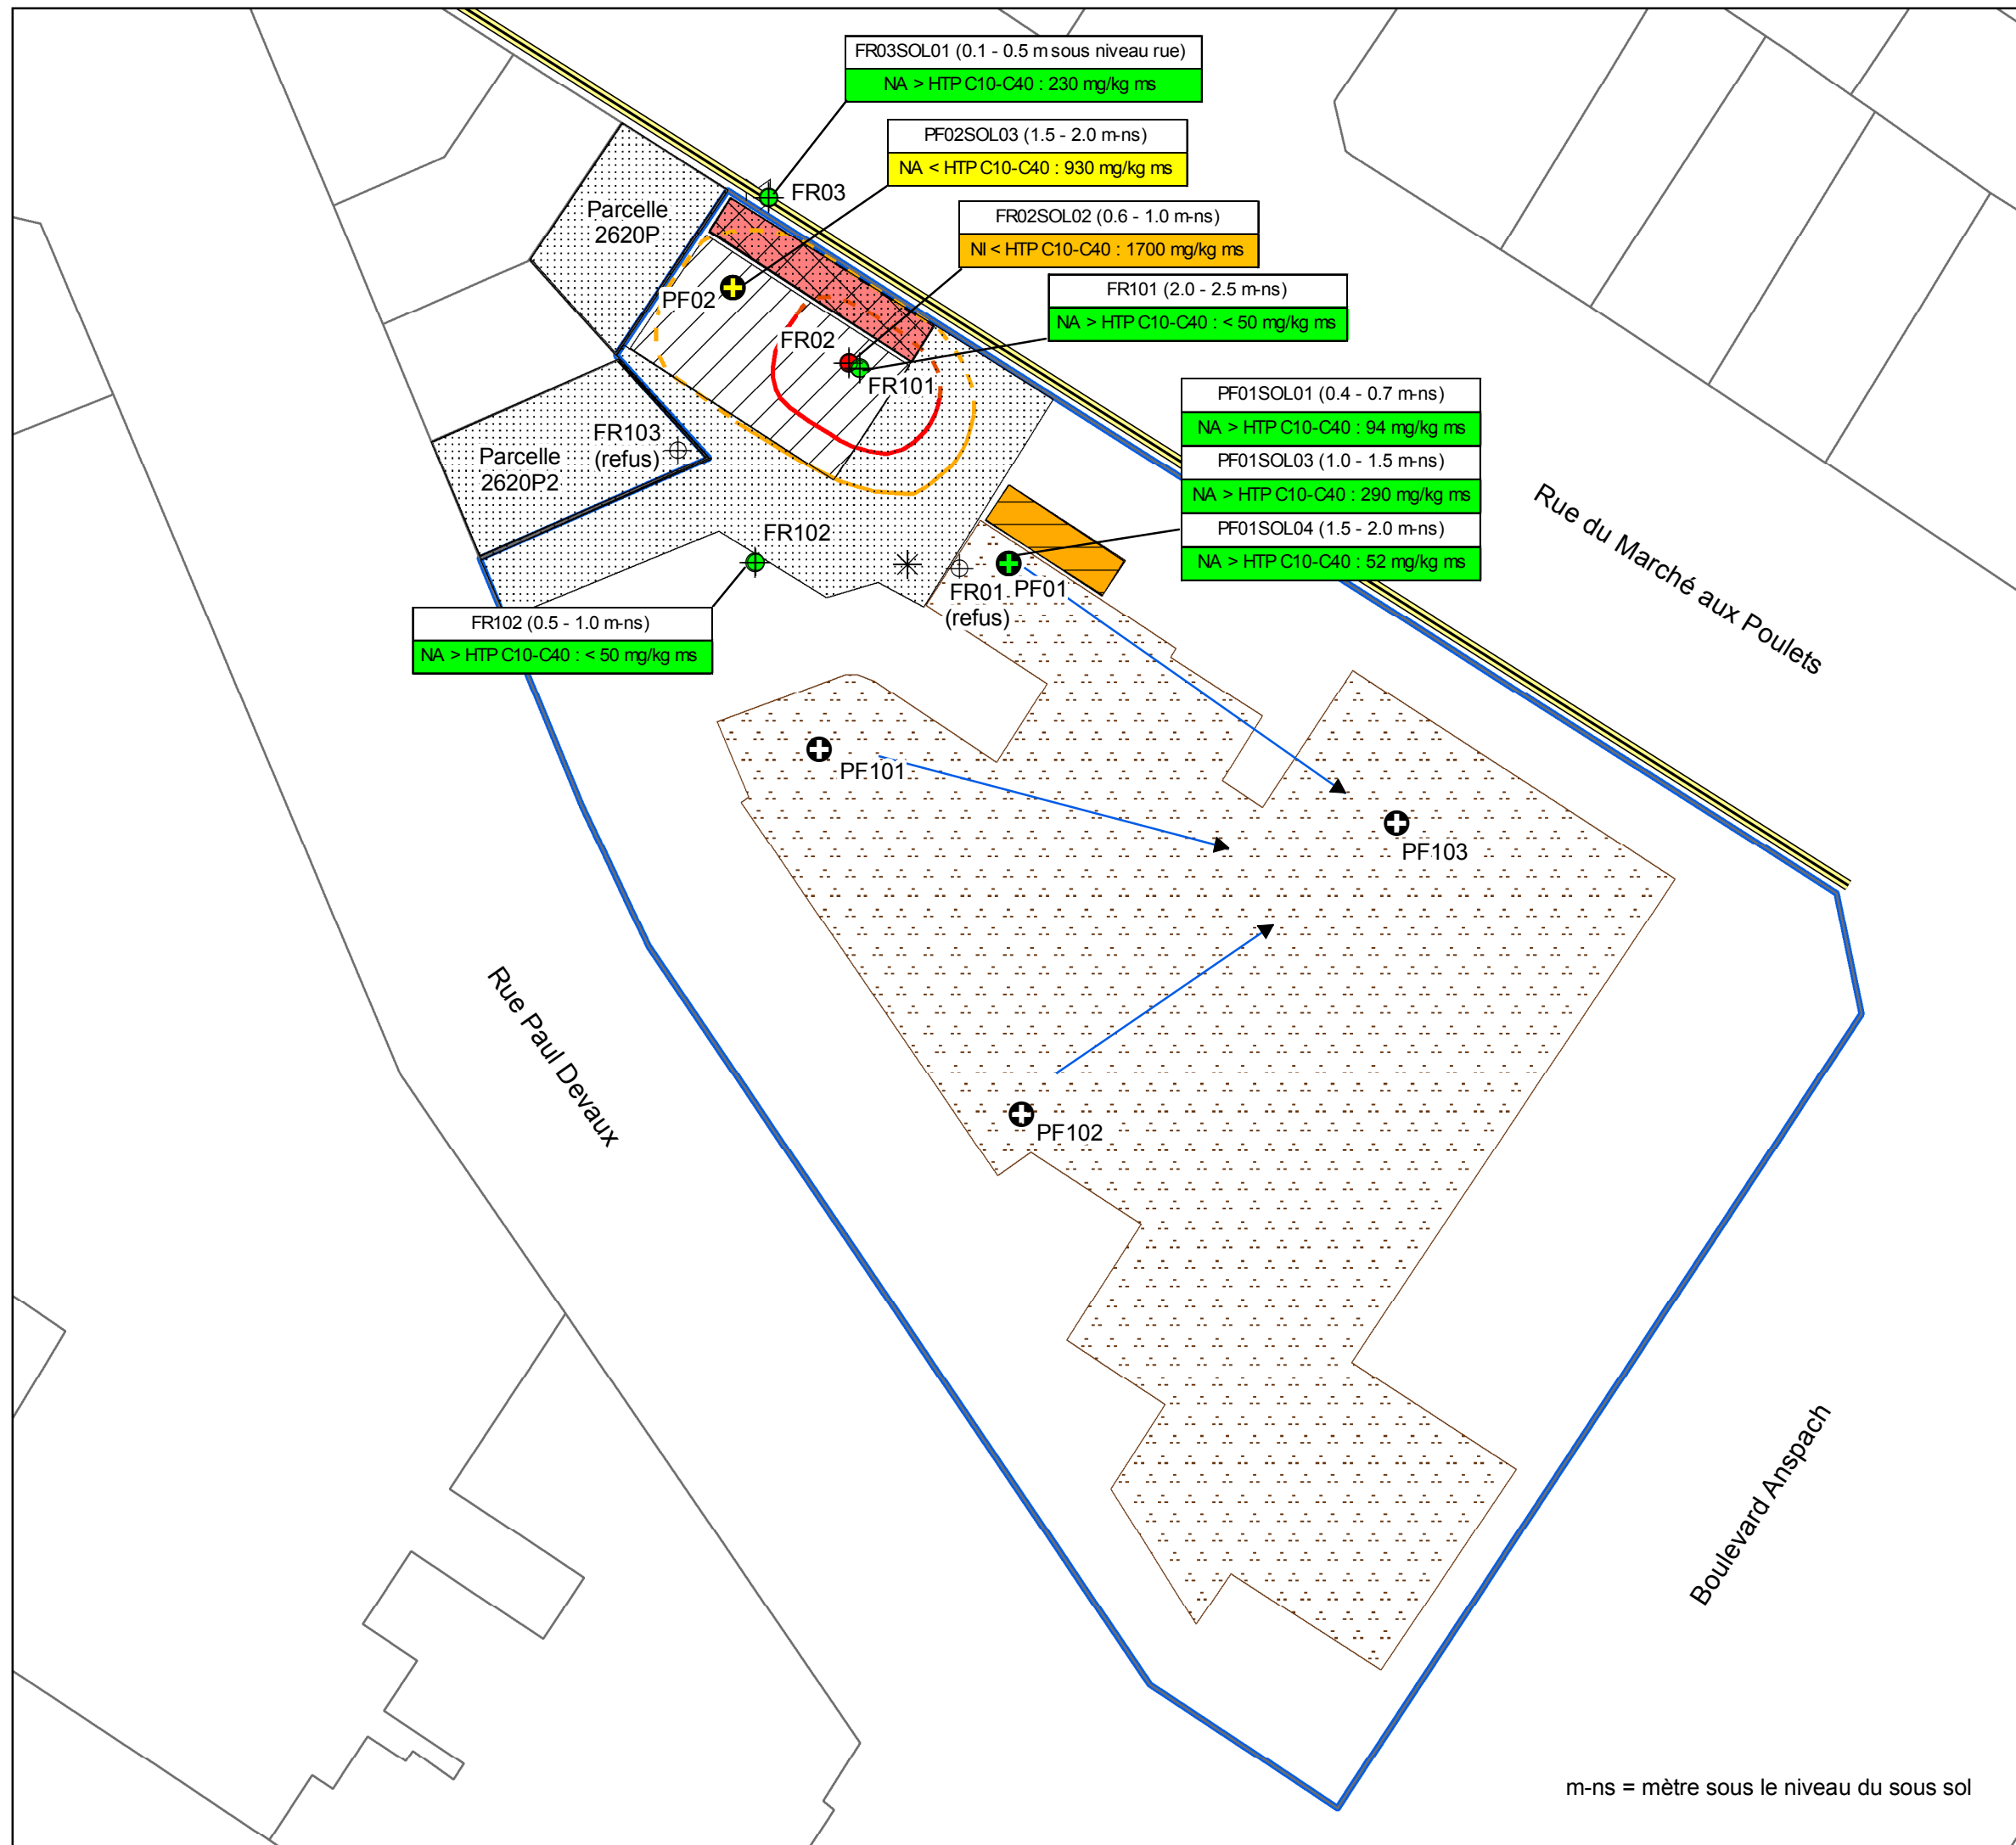 FR03SOL01 (0.1 - 0.5 m sous niveau rue)
NA > HTP C10-C40 : 230 mg/kg ms
PF02SOL03 (1.5 - 2.0 m-ns)
NA < HTP C10-C40 : 930 mg/kg ms
FR03
Parcelle
2620P
FR02SOL02 (0.6 - 1.0 m-ns)
NI < HTP C10-C40 : 1700 mg/kg ms
PF02
FR101 (2.0 - 2.5 m-ns)
NA > HTP C10-C40 : < 50 mg/kg ms
FR02
FR101
PF01SOL01 (0.4 - 0.7 m-ns)
NA > HTP C10-C40 : 94 mg/kg ms
PF01SOL03 (1.0 - 1.5 m-ns)
NA > HTP C10-C40 : 290 mg/kg ms
PF01SOL04 (1.5 - 2.0 m-ns)
NA > HTP C10-C40 : 52 mg/kg ms
FR103
(refus)
Parcelle
2620P2
FR102
Rue du Marché aux Poulets
FR01
(refus)
PF01
FR102 (0.5 - 1.0 m-ns)
NA > HTP C10-C40 : < 50 mg/kg ms
PF101
PF103
Rue Paul Devaux
PF102
Boulevard Anspach
m-ns = mètre sous le niveau du sous sol